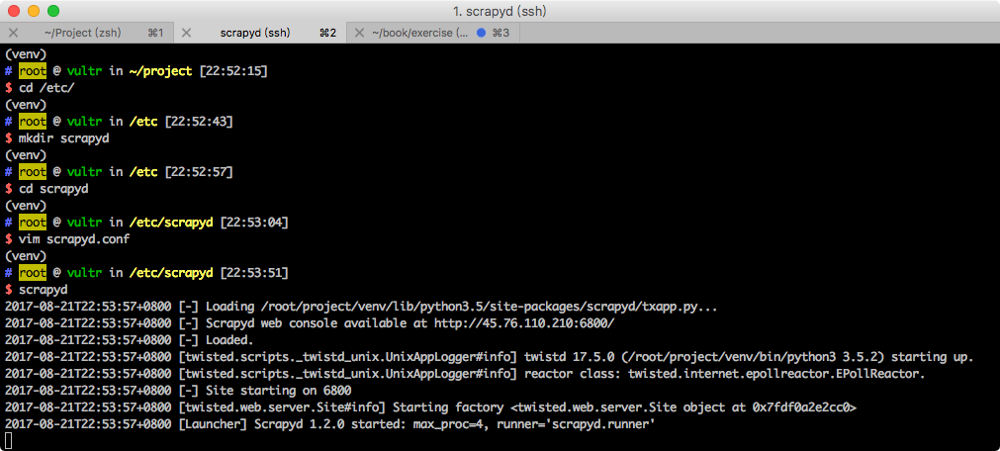 1. scrapyd (ssh)
~/Project (zsh) ⌘1 scrapyd (ssh) ⌘2 ~/book/exercise (... ⌘3
(venv)
# root @ vultr in ~/project [22:52:15]
$ cd /etc/
(venv)
# root @ vultr in /etc [22:52:43]
$ mkdir scrapyd
(venv)
# root @ vultr in /etc [22:52:57]
$ cd scrapyd
(venv)
# root @ vultr in /etc/scrapyd [22:53:04]
$ vim scrapyd.conf
(venv)
# root @ vultr in /etc/scrapyd [22:53:51]
$ scrapyd
2017-08-21T22:53:57+0800 [-] Loading /root/project/venv/lib/python3.5/site-packages/scrapyd/txapp.py...
2017-08-21T22:53:57+0800 [-] Scrapyd web console available at http://45.76.110.210:6800/
2017-08-21T22:53:57+0800 [-] Loaded.
2017-08-21T22:53:57+0800 [twisted.scripts._twistd_unix.UnixAppLogger#info] twistd 17.5.0 (/root/project/venv/bin/python3 3.5.2) starting up.
2017-08-21T22:53:57+0800 [twisted.scripts._twistd_unix.UnixAppLogger#info] reactor class: twisted.internet.epollreactor.EPollReactor.
2017-08-21T22:53:57+0800 [-] Site starting on 6800
2017-08-21T22:53:57+0800 [twisted.web.server.Site#info] Starting factory <twisted.web.server.Site object at 0x7fdf0a2e2cc0>
2017-08-21T22:53:57+0800 [Launcher] Scrapyd 1.2.0 started: max_proc=4, runner='scrapyd.runner'